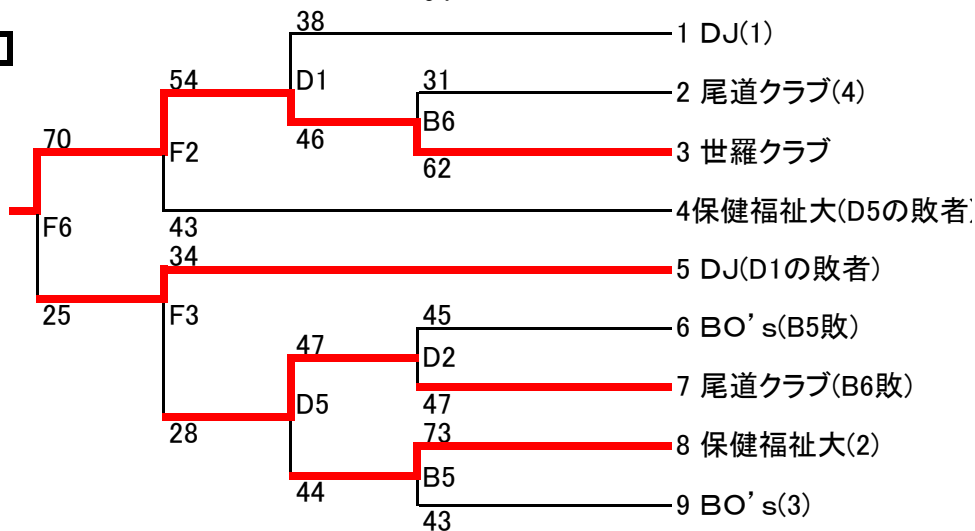 38
1 DJ(1)
54
D1
31
2 尾道クラブ(4)
70
46
B6
F2
62
3 世羅クラブ
F6
43
4保健福祉大(D5の敗者)
34
5 DJ(D1の敗者)
25
F3
45
6 BO's(B5敗)
47
D2
D5
47
7 尾道クラブ(B6敗)
28
73
8 保健福祉大(2)
44
B5
43
9 BO's(3)